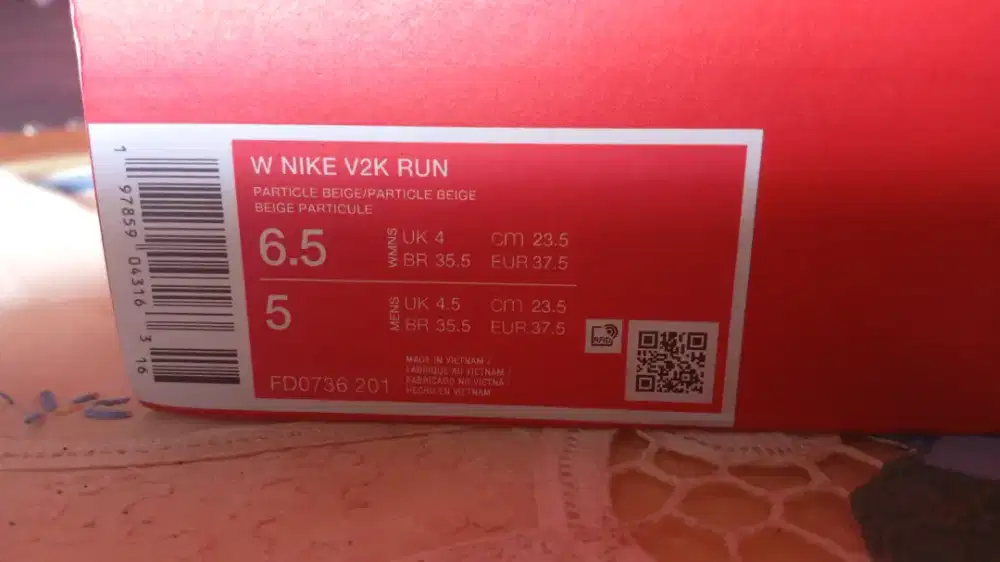 W NIKE V2K RUN
PARTICLE BEIGE/PARTICLE BEIGE
BEIGE PARTICULE
6.5 WMNS UK 4 cm 23.5
BR 35.5 EUR 37.5
5 MENS UK 4.5 cm 23.5
BR 35.5 EUR 37.5
RFID
FD0736 201
MADE IN VIETNAM /
FABRIQUE AU VIETNAM /
FABRICADO NO VIETNÃ /
HECHO EN VIETNAM
1 97859 04316 3 16